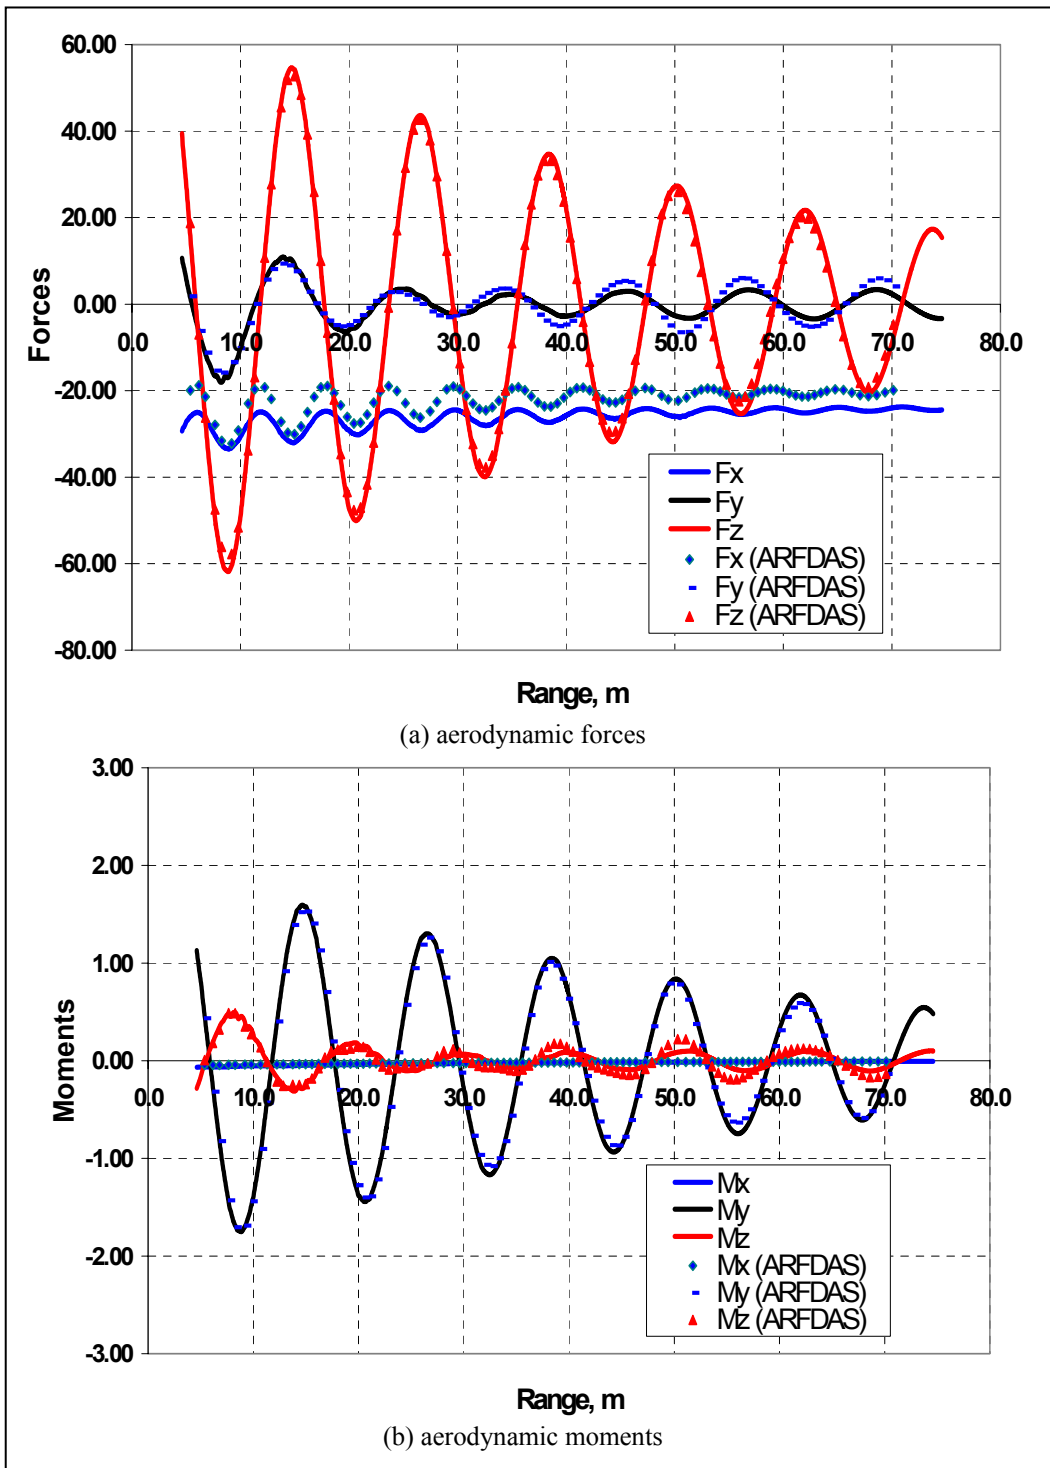 60.00
40.00
20.00
0.00
-20.00
-40.00
-60.00
-80.00
Forces
0.0 10.0 20.0 30.0 40.0 50.0 60.0 70.0 80.0
Fx
Fy
Fz
Fx (ARFDAS)
Fy (ARFDAS)
Fz (ARFDAS)
Range, m
(a) aerodynamic forces
3.00
2.00
1.00
0.00
-1.00
-2.00
-3.00
Moments
0.0 10.0 20.0 30.0 40.0 50.0 60.0 70.0 80.0
Mx
My
Mz
Mx (ARFDAS)
My (ARFDAS)
Mz (ARFDAS)
Range, m
(b) aerodynamic moments